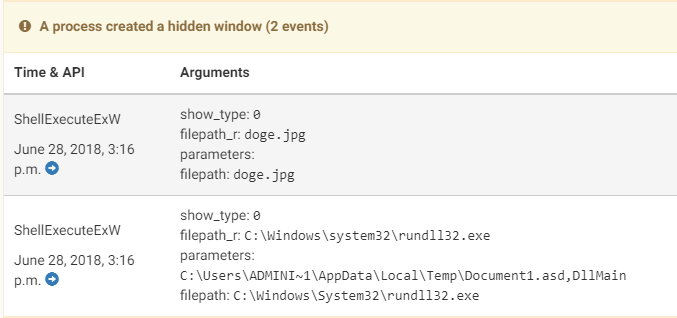 A process created a hidden window (2 events)
Time & API Arguments
ShellExecuteExW
June 28, 2018, 3:16
p.m.
show_type: 0
filepath_r: doge.jpg
parameters:
filepath: doge.jpg
ShellExecuteExW
June 28, 2018, 3:16
p.m.
show_type: 0
filepath_r: C:\Windows\system32\rundll32.exe
parameters:
C:\Users\ADMINI~1\AppData\Local\Temp\Document1.asd,DllMain
filepath: C:\Windows\System32\rundll32.exe